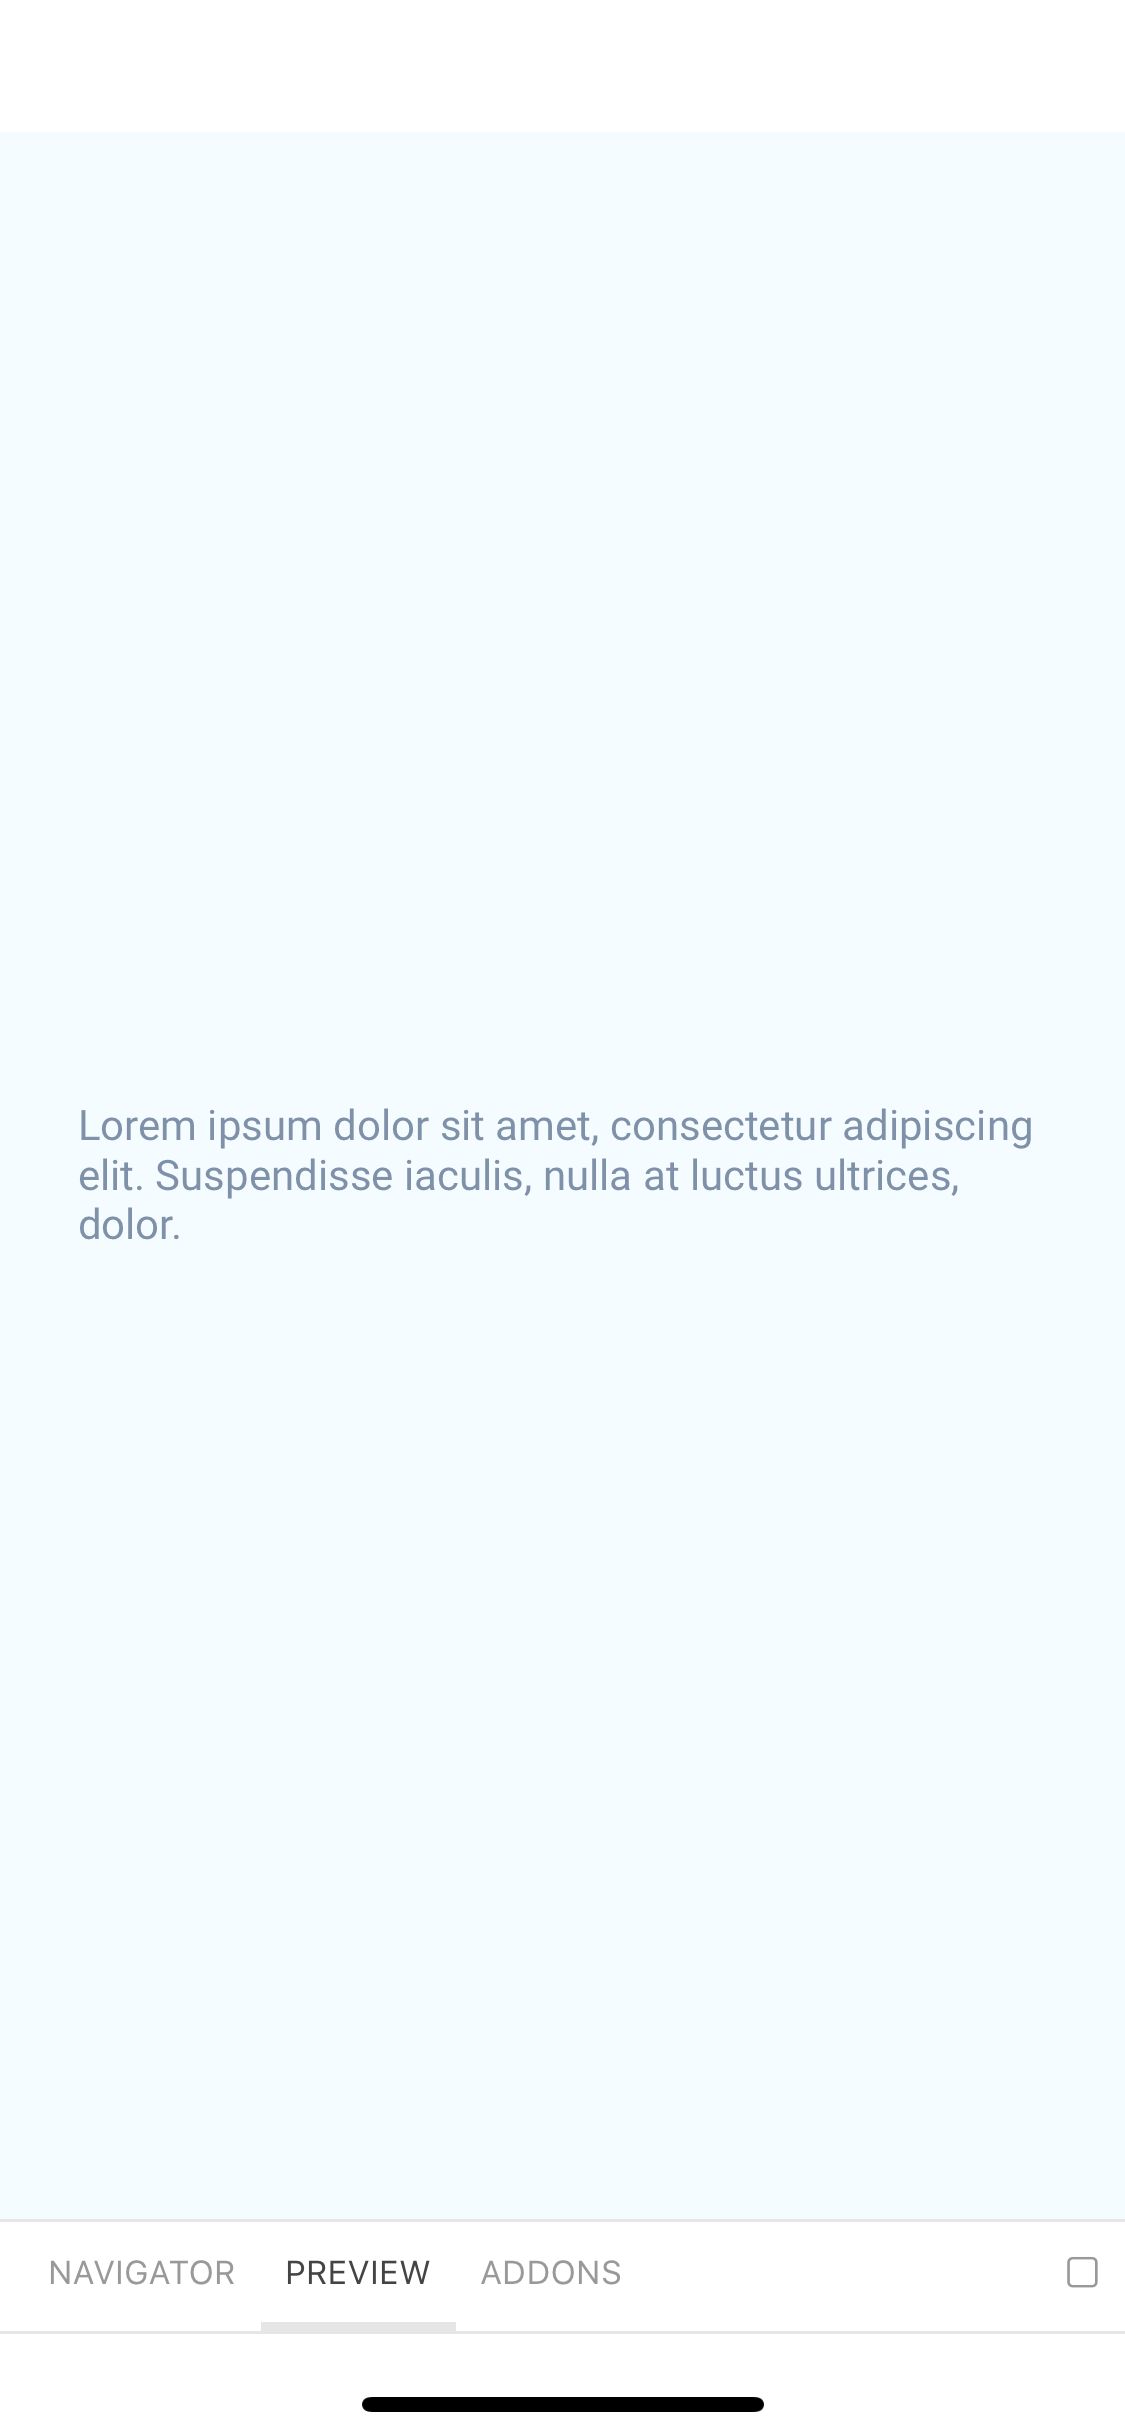 Lorem ipsum dolor sit amet, consectetur adipiscing
elit. Suspendisse iaculis, nulla at luctus ultrices,
dolor.
NAVIGATOR PREVIEW ADDONS